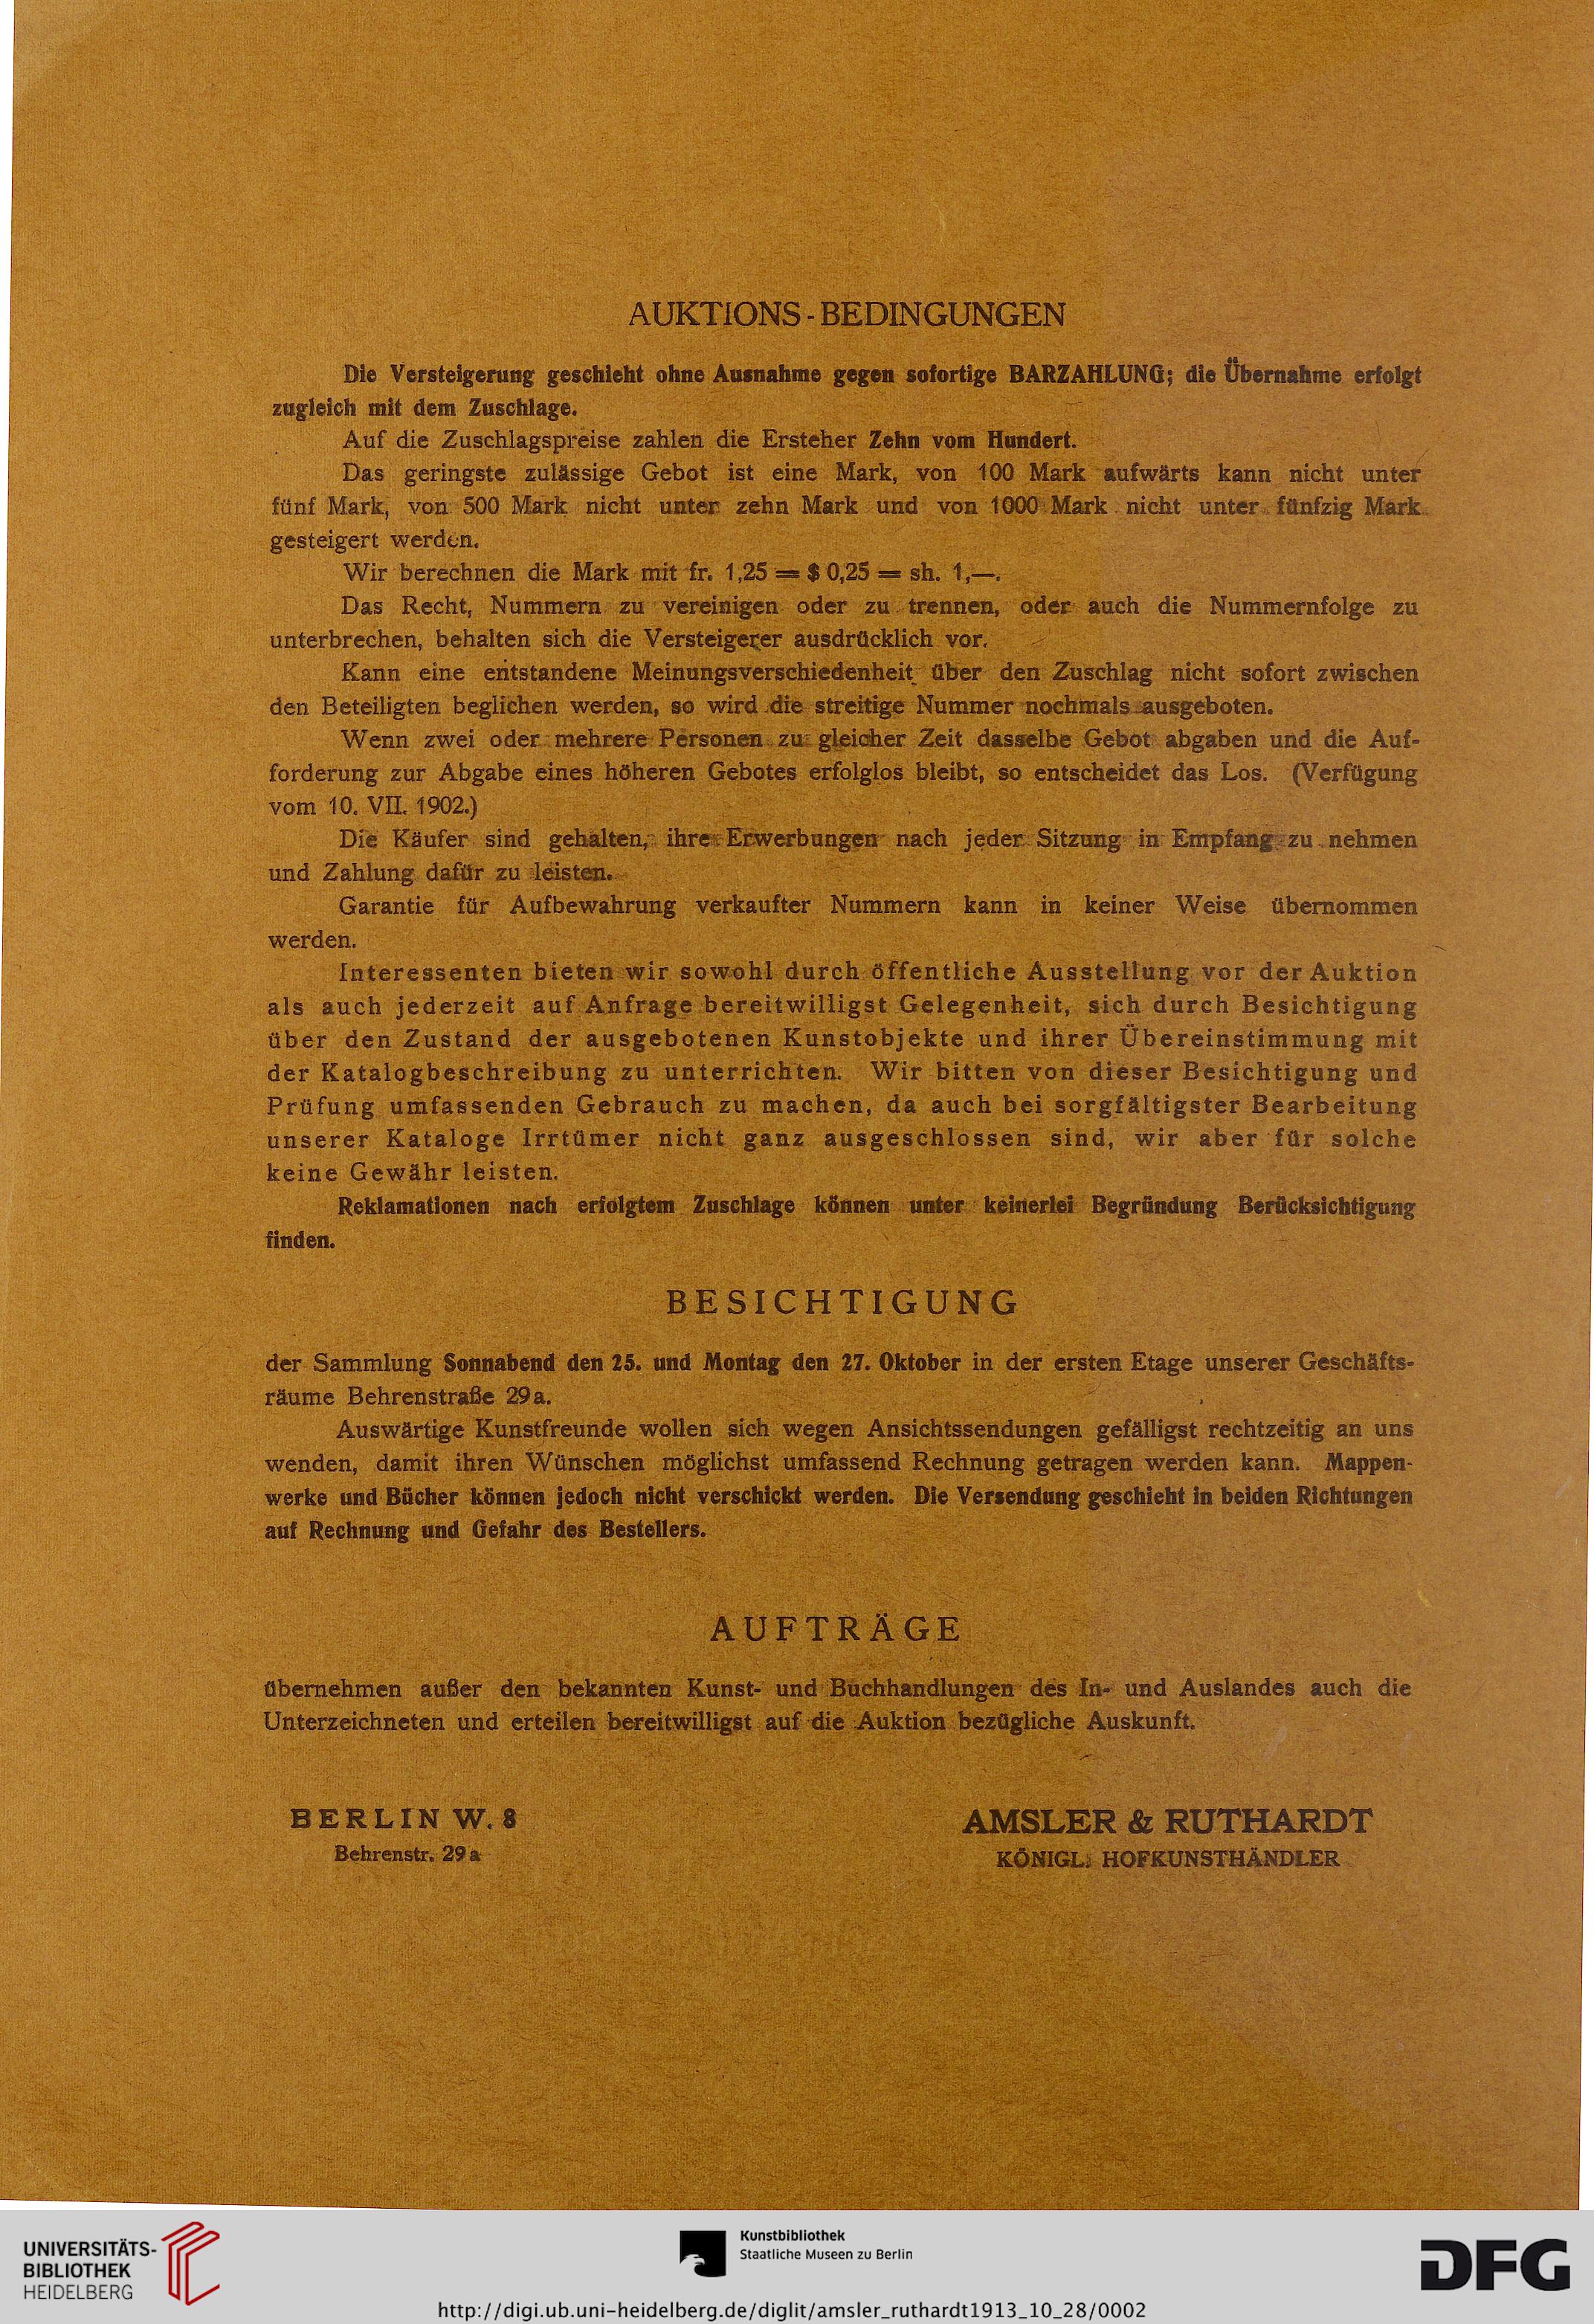 AUKTIONS-BEDINGUNGEN
Die Versteigerung geschieht ohne Ausnahme gegen sofortige BARZAHLUNG; die Übernahme erfolgt
zugleich mit dem Zuschlage.
Auf die Zuschlagspreise zahlen die Ersteher Zehn vom Hundert.
Das geringste zulässige Gebot ist eine Mark, von 100 Mark aufwärts kann nicht unter
fünf Mark, von 500 Mark nicht unter zehn Mark und von 1000 Mark nicht unter fünfzig Mark
gesteigert werden.
Wir berechnen die Mark mit fr. 1,25 = $ 0,25 = sh. 1,—.
Das Recht, Nummern zu vereinigen oder zu trennen, oder auch die Nummernfolge zu
unterbrechen, behalten sich die Versteigerer ausdrücklich vor.
Kann eine entstandene Meinungsverschiedenheit über den Zuschlag nicht sofort zwischen
den Beteiligten beglichen werden, so wird die streitige Nummer nochmals ausgeboten.
Wenn zwei oder mehrere Personen zu gleicher Zeit dasselbe Gebot abgaben und die Auf-
forderung zur Abgabe eines höheren Gebotes erfolglos bleibt, so entscheidet das Los. (Verfügung
vom 10. VII. 1902.)
Die Käufer sind gehalten, ihre Erwerbungen nach jeder Sitzung in Empfang zu nehmen
und Zahlung dafür zu leisten.
Garantie für Aufbewahrung verkaufter Nummern kann in keiner Weise übernommen
werden.
Interessenten bieten wir sowohl durch öffentliche Ausstellung vor der Auktion
als auch jederzeit auf Anfrage bereitwilligst Gelegenheit, sich durch Besichtigung
über den Zustand der ausgebotenen Kunstobjekte und ihrer Übereinstimmung mit
der Katalogbeschreibung zu unterrichten. Wir bitten von dieser Besichtigung und
Prüfung umfassenden Gebrauch zu machen, da auch bei sorgfältigster Bearbeitung
unserer Kataloge Irrtümer nicht ganz ausgeschlossen sind, wir aber für solche
keine Gewähr leisten.
Reklamationen nach erfolgtem Zuschlage können unter keinerlei Begründung Berücksichtigung
finden.
BESICHTIGUNG
der Sammlung Sonnabend den 25. und Montag den 27. Oktober in der ersten Etage unserer Geschäfts-
räume Behrenstraße 29a.
Auswärtige Kunstfreunde wollen sich wegen Ansichtssendungen gefälligst rechtzeitig an uns
wenden, damit ihren Wünschen möglichst umfassend Rechnung getragen werden kann. Mappen-
werke und Bücher können jedoch nicht verschickt werden. Die Versendung geschieht in beiden Richtungen
auf Rechnung und Gefahr des Bestellers.
AUFTRÄGE
übernehmen außer den bekannten Kunst- und Buchhandlungen des In- und Auslandes auch die
Unterzeichneten und erteilen bereitwilligst auf die Auktion bezügliche Auskunft.
BERLIN W. 8
Behrenstr. 29a
AMSLER & RUTHARDT
KÖNIGL. HOFKUNSTHÄNDLER
UNIVERSITÄTS-
BIBLIOTHEK
HEIDELBERG
Kunstbibliothek
Staatliche Museen zu Berlin
DFG
http://digi.ub.uni-heidelberg.de/diglit/amsler_ruthardt1913_10_28/0002